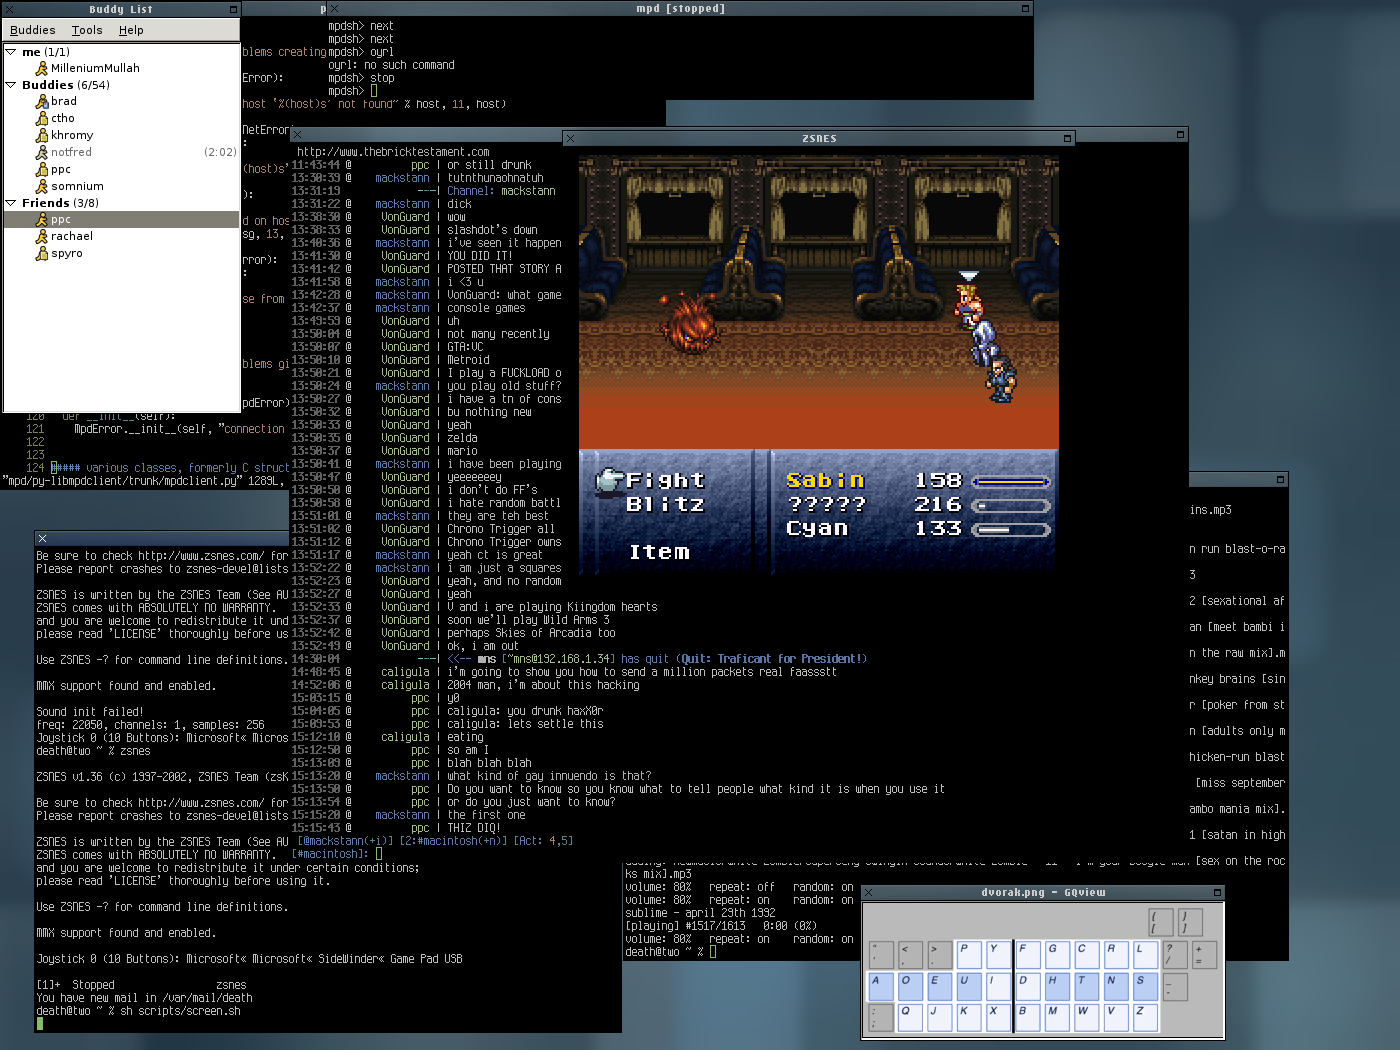 Buddy List
Buddies Tools Help
me (1/1)
MilleniumMullah
Buddies (6/54)
brad
ctho
khromy
notfred (2:02)
ppc
somnium
Friends (3/8)
ppc
rachael
spyro
mpd [stopped]
mpdsh> next
mpdsh> next
mpdsh> oyrl
oyrl: no such command
mpdsh> stop
mpdsh>
blems creating
Error):
host '%(host)s' not found" % host, 11, host)
NetError
(host)s"
):
d on hos
sg, 13,
error):
se from
blems gi
pdError)
120 def __init__(self):
121 MpdError.__init__(self, "connection
122
123
124 ##### various classes, formerly C struct
"mpd/py-libmpdclient/trunk/mpdclient.py" 1289L,
http://www.thebricktestament.com
11:43:44 @ ppc | or still drunk
13:30:39 @ mackstann | tutnthunaohnatuh
13:31:19 ---| Channel: mackstann
13:31:22 @ mackstann | dick
13:38:30 @ VonGuard | wow
13:38:33 @ VonGuard | slashdot's down
13:40:36 @ mackstann | i've seen it happen
13:41:30 @ VonGuard | YOU DID IT!
13:41:42 @ VonGuard | POSTED THAT STORY A
13:41:58 @ mackstann | i <3 u
13:42:28 @ mackstann | VonGuard: what game
13:42:37 @ mackstann | console games
13:49:59 @ VonGuard | uh
13:50:04 @ VonGuard | not many recently
13:50:07 @ VonGuard | GTA:VC
13:50:10 @ VonGuard | Metroid
13:50:21 @ VonGuard | I play a FUCKLOAD o
13:50:24 @ mackstann | you play old stuff?
13:50:27 @ VonGuard | i have a tn of cons
13:50:32 @ VonGuard | bu nothing new
13:50:33 @ VonGuard | yeah
13:50:35 @ VonGuard | zelda
13:50:37 @ VonGuard | mario
13:50:41 @ mackstann | i have been playing
13:50:47 @ VonGuard | yeeeeeeey
13:50:50 @ VonGuard | i don't do FF's
13:50:58 @ VonGuard | i hate random battl
13:51:01 @ mackstann | they are teh best
13:51:02 @ VonGuard | Chrono Trigger all
13:51:12 @ VonGuard | Chrono Trigger owns
13:51:17 @ mackstann | yeah ct is great
13:52:22 @ mackstann | i am just a squares
13:52:23 @ VonGuard | yeah, and no random
13:52:27 @ VonGuard | yeah
13:52:33 @ VonGuard | V and i are playing Kiingdom hearts
13:52:37 @ VonGuard | soon we'll play Wild Arms 3
13:52:42 @ VonGuard | perhaps Skies of Arcadia too
13:52:49 @ VonGuard | ok, i am out
14:30:04 ---| <<-- mns [~mns@192.168.1.34] has quit (Quit: Traficant for President!)
14:48:45 @ caligula | i'm going to show you how to send a million packets real faassstt
14:52:06 @ caligula | 2004 man, i'm about this hacking
15:03:15 @ ppc | y0
15:04:05 @ ppc | caligula: you drunk haxX0r
15:09:53 @ ppc | caligula: lets settle this
15:12:30 @ caligula | eating
15:12:50 @ ppc | so am I
15:13:09 @ ppc | blah blah blah
15:13:20 @ mackstann | what kind of gay innuendo is that?
15:13:50 @ ppc | Do you want to know so you know what to tell people what kind it is when you use it
15:13:54 @ ppc | or do you just want to know?
15:15:20 @ mackstann | the first one
15:15:43 @ ppc | THIZ DIQ!
[@mackstann(+i)] [2:#macintosh(+n)] [Act: 4,5]
[#macintosh]:
ZSNES
Fight
Blitz
Item
Sabin 158
????? 216
Cyan 133
Be sure to check http://www.zsnes.com/ for
Please report crashes to zsnes-devel@lists
ZSNES is written by the ZSNES Team (See AU
ZSNES comes with ABSOLUTELY NO WARRANTY.
and you are welcome to redistribute it und
please read 'LICENSE' thoroughly before us
Use ZSNES -? for command line definitions.
MMX support found and enabled.
Sound init failed!
freq: 22050, channels: 1, samples: 256
Joystick 0 (10 Buttons): Microsoft« Micros
death@two ~ % zsnes
ZSNES v1.36 (c) 1997-2002, ZSNES Team (zsK
Be sure to check http://www.zsnes.com/ for
Please report crashes to zsnes-devel@lists
ZSNES is written by the ZSNES Team (See AU
ZSNES comes with ABSOLUTELY NO WARRANTY.
and you are welcome to redistribute it under certain conditions;
please read 'LICENSE' thoroughly before using it.
Use ZSNES -? for command line definitions.
MMX support found and enabled.
Joystick 0 (10 Buttons): Microsoft« Microsoft« SideWinder« Game Pad USB
[1]+ Stopped zsnes
You have new mail in /var/mail/death
death@two ~ % sh scripts/screen.sh
ins.mp3
n run blast-o-ra
3
2 [sexational af
an [meet bambi i
n the raw mix].m
nkey brains [sin
r [poker from st
n [adults only m
hicken-run blast
[miss september
ambo mania mix].
1 [satan in high
[sex on the roc
ks mix].mp3
volume: 80% repeat: off random: on
volume: 80% repeat: on random: on
sublime - april 29th 1992
[playing] #1517/1613 0:00 (0%)
volume: 80% repeat: on random: on
death@two ~ %
dvorak.png - GQview
{ }
[ ]
" < > P Y F G C R L ? +
' , . / =
A O E U I D H T N S _
-
: Q J K X B M W V Z
;